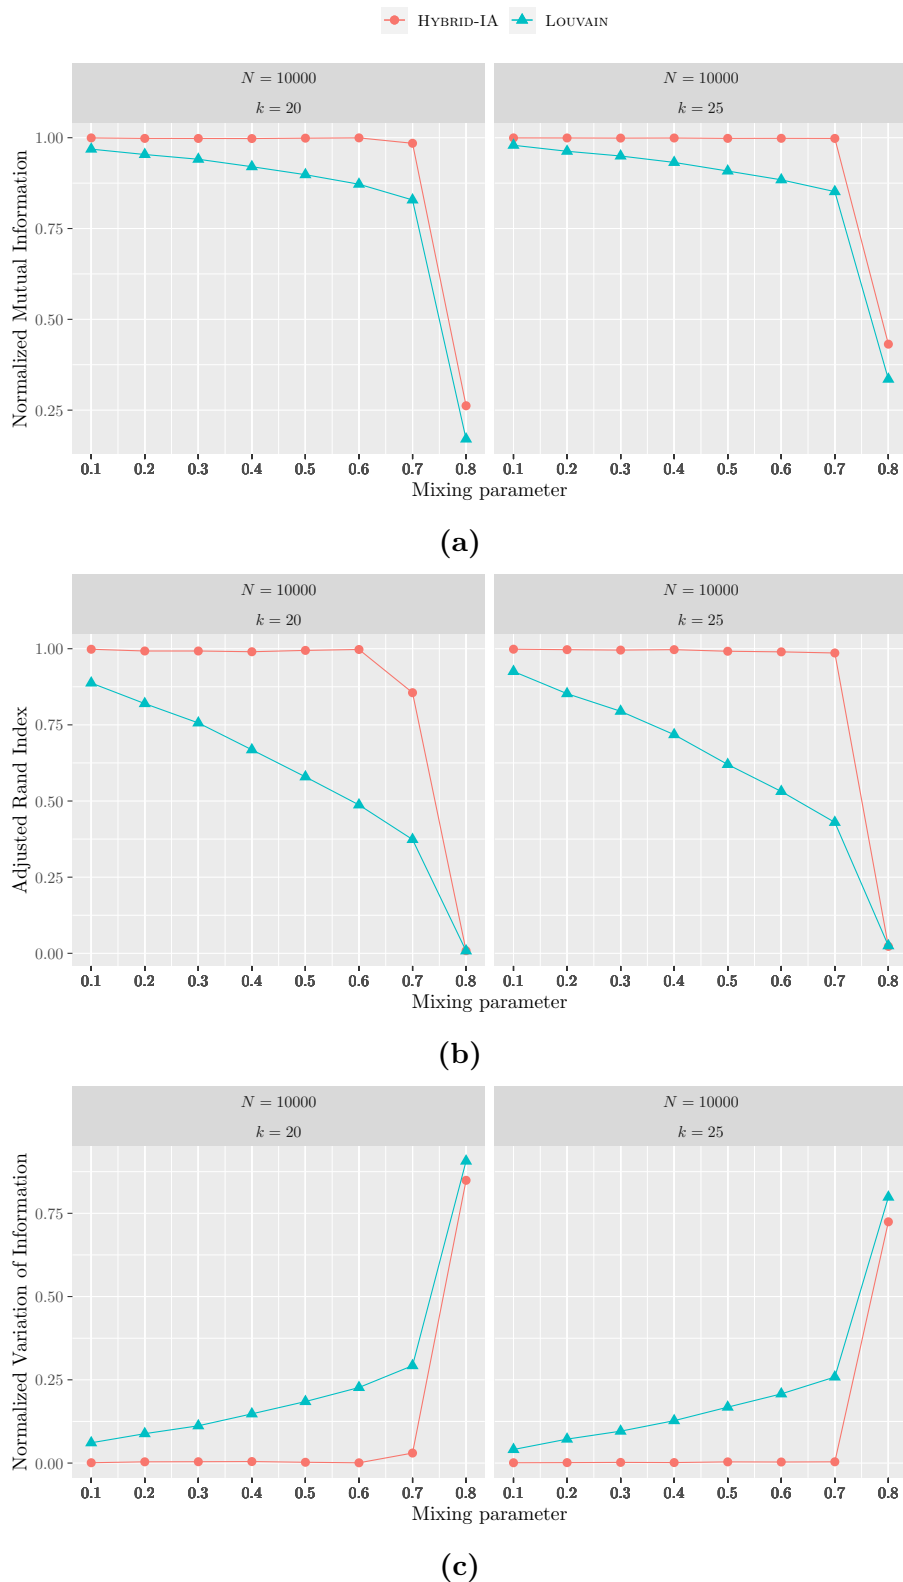 HYBRID-IA LOUVAIN
N = 10000 N = 10000
k = 20 k = 25
Normalized Mutual Information
1.00
0.75
0.50
0.25
0.1 0.2 0.3 0.4 0.5 0.6 0.7 0.8 0.1 0.2 0.3 0.4 0.5 0.6 0.7 0.8
Mixing parameter
(a)
N = 10000 N = 10000
k = 20 k = 25
Adjusted Rand Index
1.00
0.75
0.50
0.25
0.00
0.1 0.2 0.3 0.4 0.5 0.6 0.7 0.8 0.1 0.2 0.3 0.4 0.5 0.6 0.7 0.8
Mixing parameter
(b)
N = 10000 N = 10000
k = 20 k = 25
Normalized Variation of Information
0.75
0.50
0.25
0.00
0.1 0.2 0.3 0.4 0.5 0.6 0.7 0.8 0.1 0.2 0.3 0.4 0.5 0.6 0.7 0.8
Mixing parameter
(c)